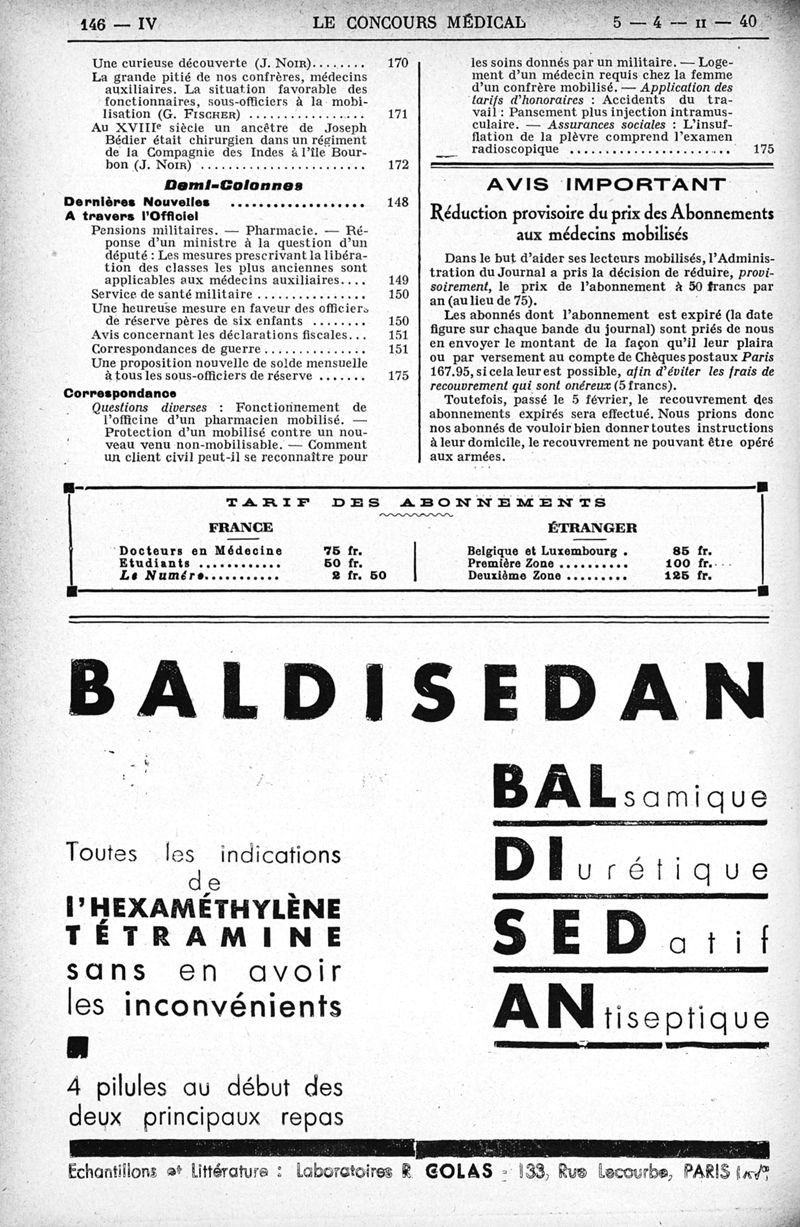 146 — IV LE CONCOURS MÉDICAL 5 — 4 — II — 40
Une curieuse découverte (J. NOIR)........ 170
La grande pitié de nos confrères, médecins
auxiliaires. La situation favorable des
fonctionnaires, sous-officiers à la mobi-
lisation (G. FISCHER) ................. 171
Au XVIIIe siècle un ancêtre de Joseph
Bédier était chirurgien dans un régiment
de la Compagnie des Indes à l'île Bour-
bon (J. NOIR) ........................ 172
Demi-Colonnes
Dernières Nouvelles .................. 148
A travers l'Officiel
Pensions militaires. — Pharmacie. — Ré-
ponse d'un ministre à la question d'un
député : Les mesures prescrivant la libéra-
tion des classes les plus anciennes sont
applicables aux médecins auxiliaires.... 149
Service de santé militaire ............... 150
Une heureuse mesure en faveur des officiers
de réserve pères de six enfants ........ 150
Avis concernant les déclarations fiscales... 151
Correspondances de guerre............... 151
Une proposition nouvelle de solde mensuelle
à tous les sous-officiers de réserve ....... 175
Correspondance
Questions diverses : Fonctionnement de
l'officine d'un pharmacien mobilisé. —
Protection d'un mobilisé contre un nou-
veau venu non-mobilisable. — Comment
un client civil peut-il se reconnaître pour
les soins donnés par un militaire. — Loge-
ment d'un médecin requis chez la femme
d'un confrère mobilisé. — Application des
tarifs d'honoraires : Accidents du tra-
vail : Pansement plus injection intramus-
culaire. — Assurances sociales : L'insuf-
flation de la plèvre comprend l'examen
radioscopique ....................... 175
AVIS IMPORTANT
Réduction provisoire du prix des Abonnements
aux médecins mobilisés
Dans le but d'aider ses lecteurs mobilisés, l'Adminis-
tration du Journal a pris la décision de réduire, provi-
soirement, le prix de l'abonnement à 50 francs par
an (au lieu de 75).
Les abonnés dont l'abonnement est expiré (la date
figure sur chaque bande du journal) sont priés de nous
en envoyer le montant de la façon qu'il leur plaira
ou par versement au compte de Chèques postaux Paris
167.95, si cela leur est possible, afin d'éviter les frais de
recouvrement qui sont onéreux (5 francs).
Toutefois, passé le 5 février, le recouvrement des
abonnements expirés sera effectué. Nous prions donc
nos abonnés de vouloir bien donner toutes instructions
à leur domicile, le recouvrement ne pouvant être opéré
aux armées.
TARIF DES ABONNEMENTS
FRANCE
Docteurs en Médecine 75 fr.
Etudiants ............ 50 fr.
Le Numéro........... 2 fr. 50
ÉTRANGER
Belgique et Luxembourg . 85 fr.
Première Zone .......... 100 fr.
Deuxième Zone ......... 125 fr.
BALDISEDAN
BALsamique
DIurétique
SEDatif
ANtiseptique
Toutes les indications
de
l'HEXAMÉTHYLÈNE
TÉTRAMINE
sans en avoir
les inconvénients
4 pilules au début des
deux principaux repas
Echantillons et Littérature : Laboratoires R. GOLAS - 133, Rue Lecourbe, PARIS